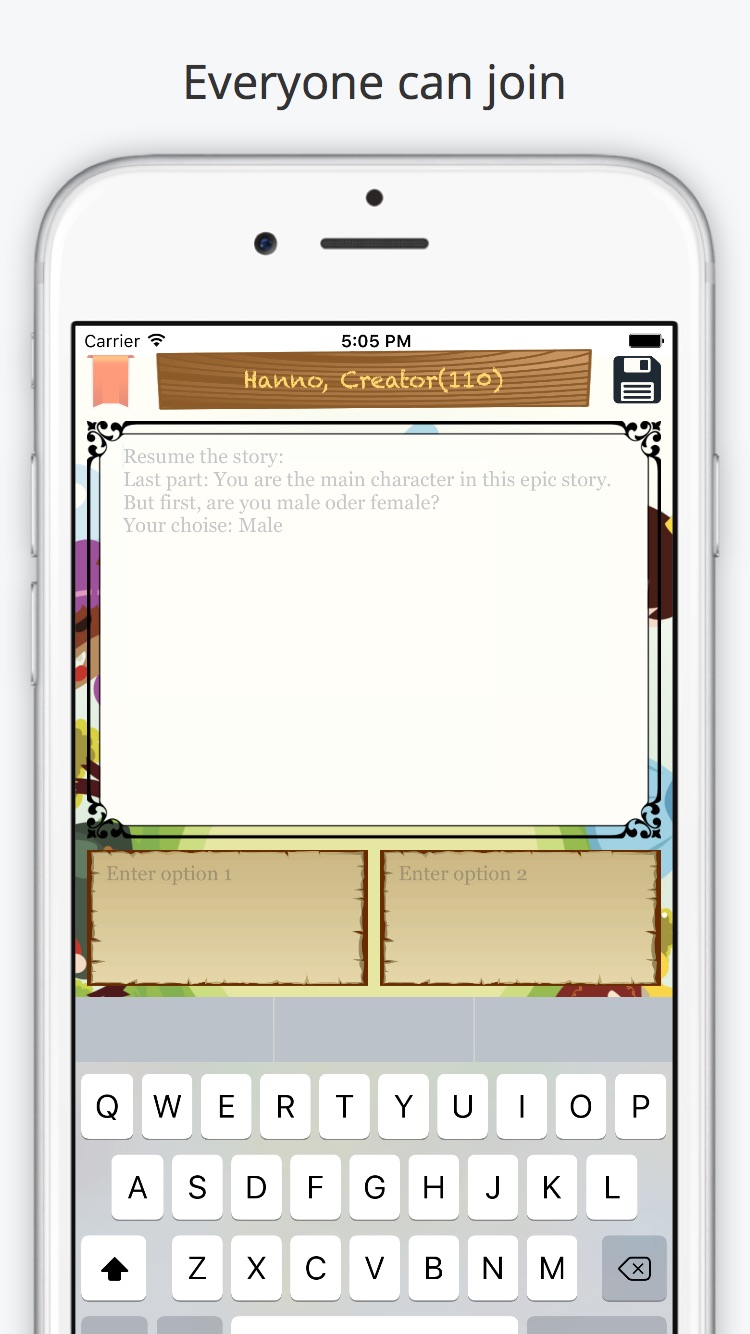 Everyone can join
Carrier 5:05 PM
Hanno, Creator(110)
Resume the story:
Last part: You are the main character in this epic story.
But first, are you male oder female?
Your choise: Male
Enter option 1
Enter option 2
Q W E R T Y U I O P
A S D F G H J K L
Z X C V B N M